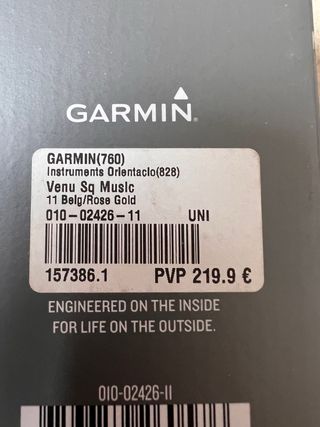 GARMIN
GARMIN(760)
Instruments Orientacio(828)
Venu Sq Music
11 Beig/Rose Gold
010-02426-11 UNI
157386.1 PVP 219.9 €
ENGINEERED ON THE INSIDE
FOR LIFE ON THE OUTSIDE.
010-02426-11